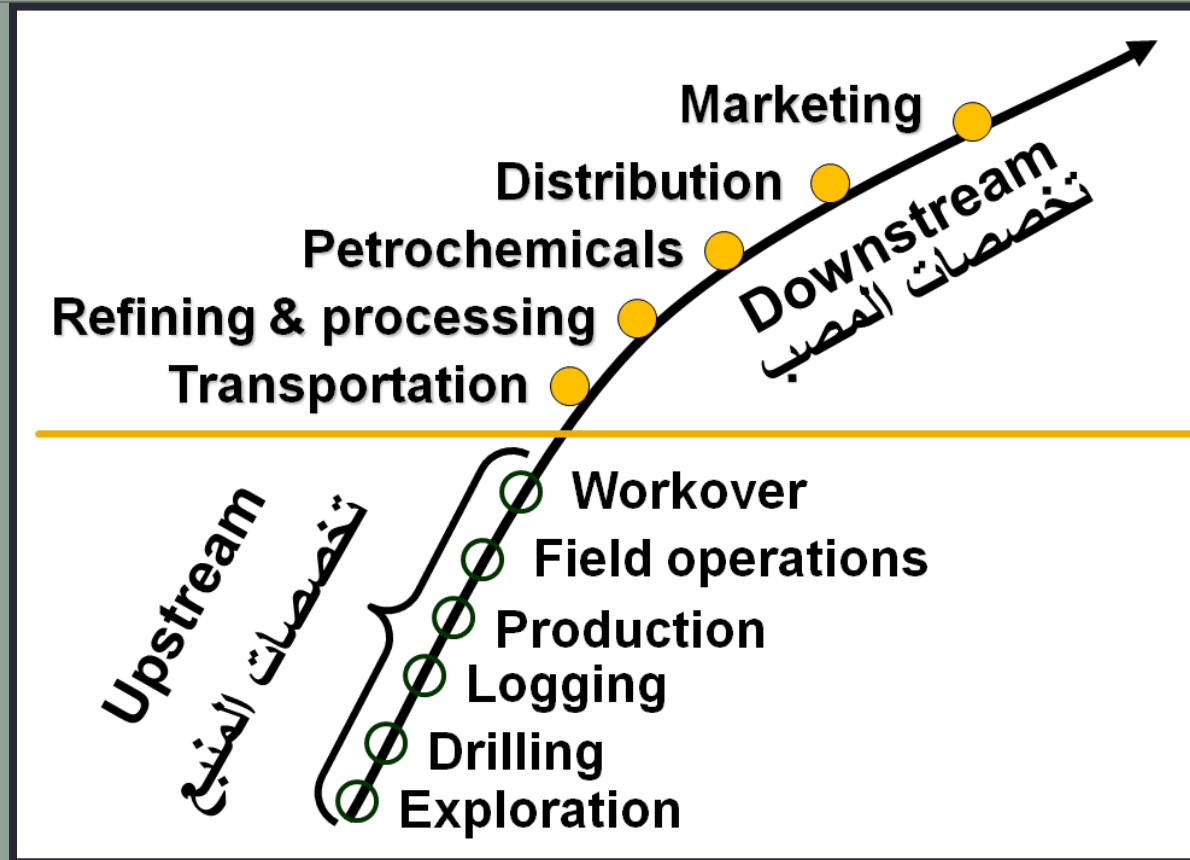 Marketing
Distribution
Petrochemicals
Refining & processing
Transportation
Downstream
تخصصات المصب
Workover
Field operations
Production
Logging
Drilling
Exploration
Upstream
تخصصات المنبع